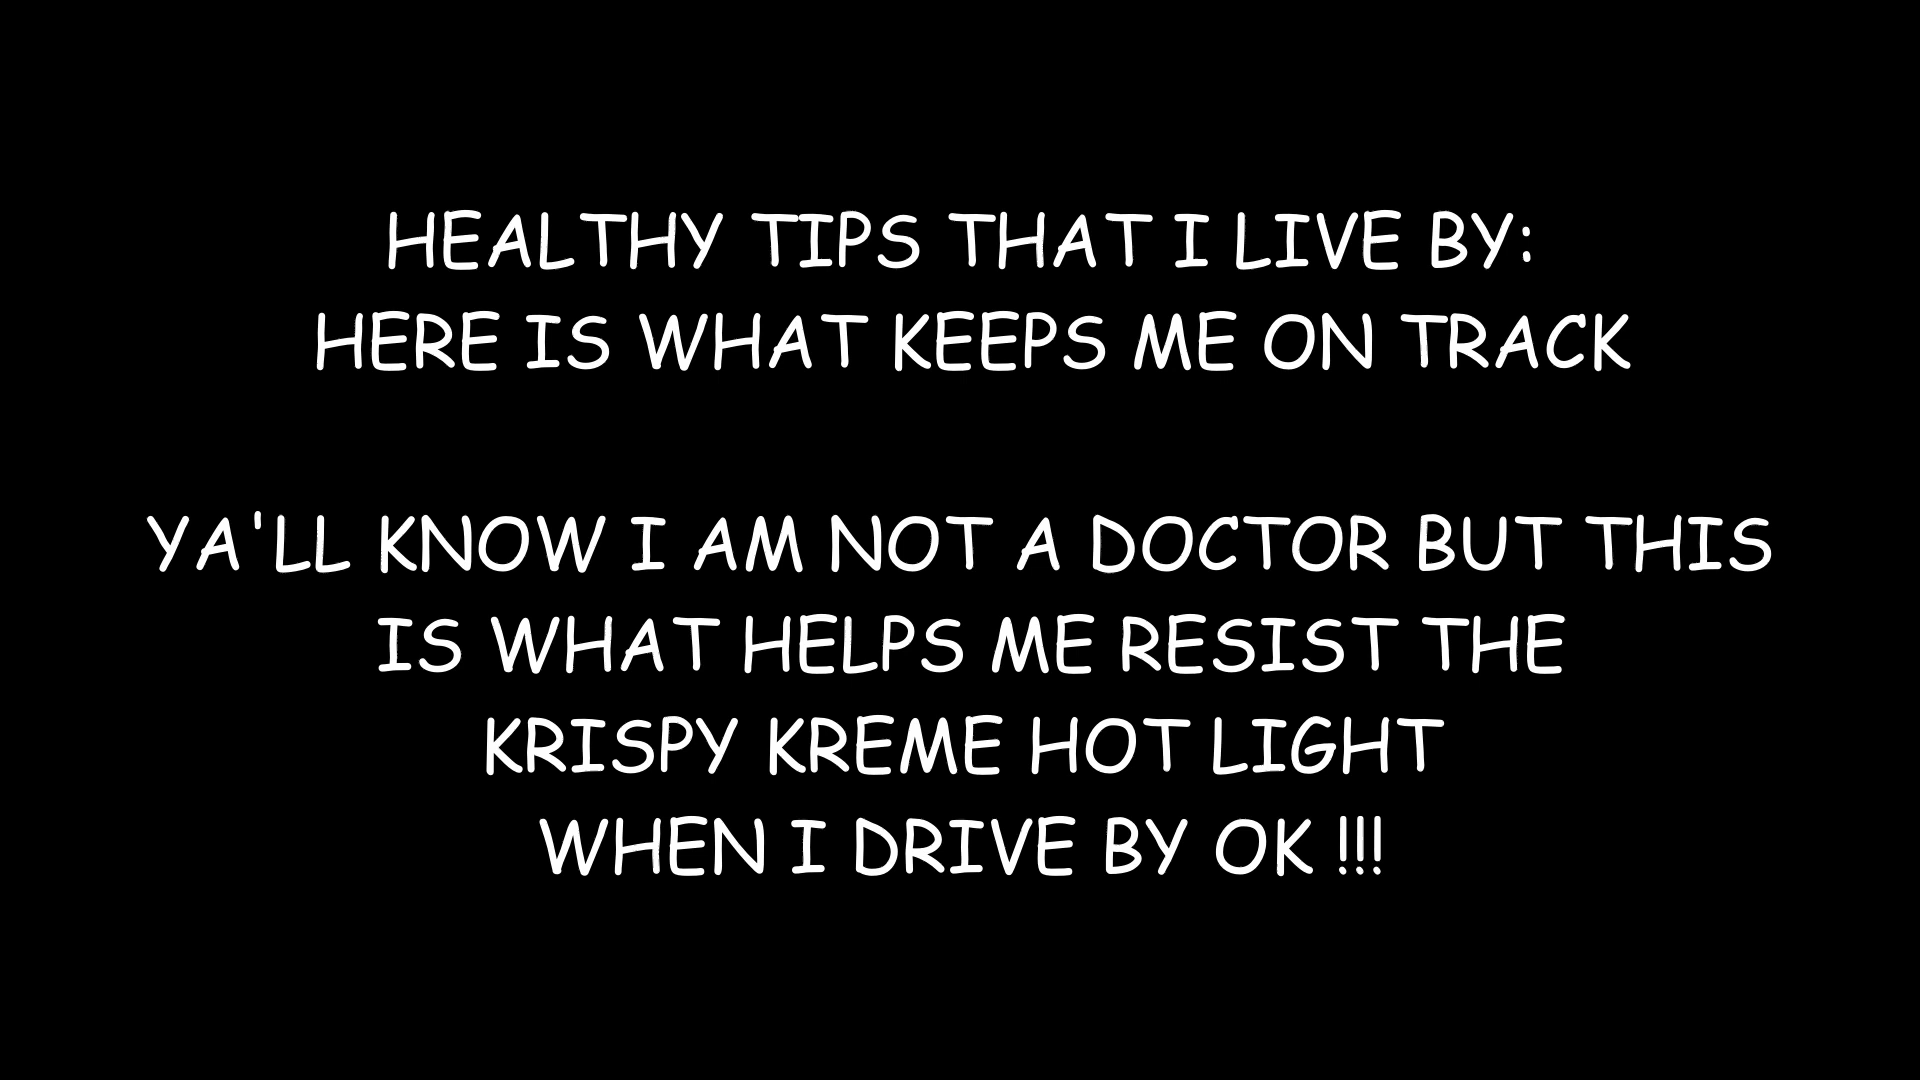 HEALTHY TIPS THAT I LIVE BY:
HERE IS WHAT KEEPS ME ON TRACK
YA'LL KNOW I AM NOT A DOCTOR BUT THIS
IS WHAT HELPS ME RESIST THE
KRISPY KREME HOT LIGHT
WHEN I DRIVE BY OK !!!